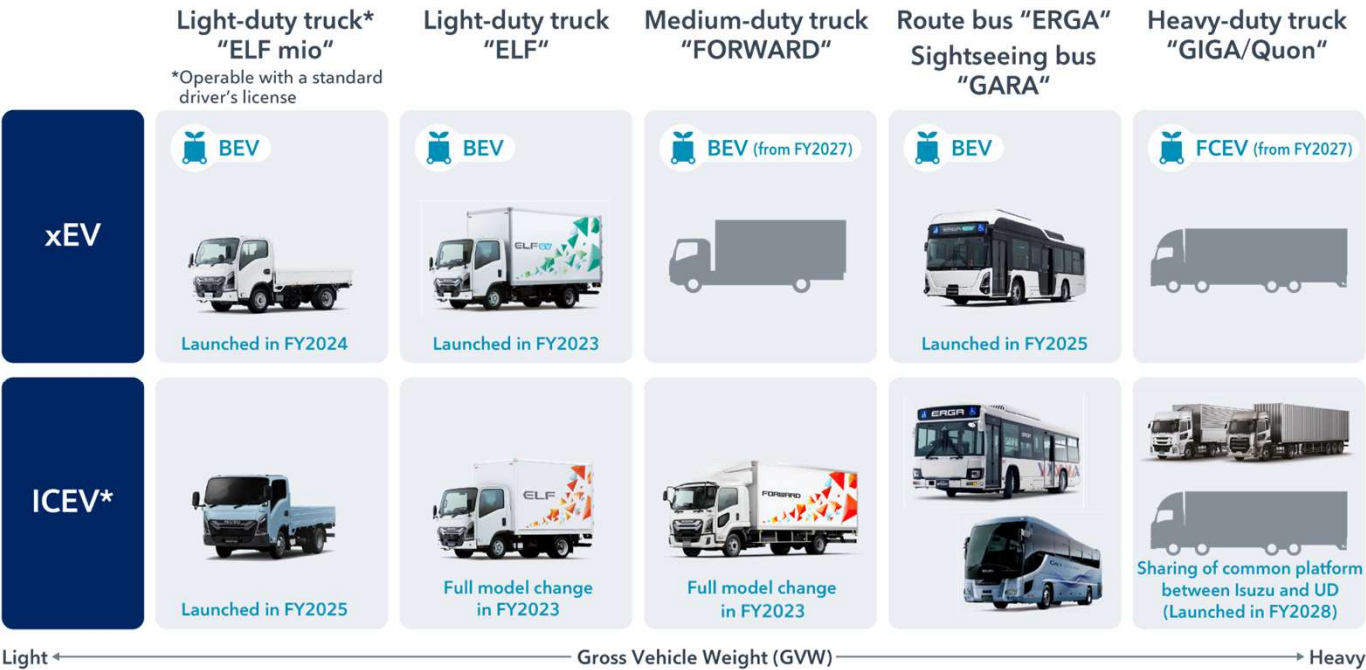 Light-duty truck*
“ELF mio“
*Operable with a standard
driver’s license
Light-duty truck
“ELF“
Medium-duty truck
“FORWARD“
Route bus “ERGA“
Sightseeing bus
“GARA“
Heavy-duty truck
“GIGA/Quon“
xEV
BEV
Launched in FY2024
BEV
ELF EV
Launched in FY2023
BEV (from FY2027)
BEV
Launched in FY2025
FCEV (from FY2027)
ICEV*
Launched in FY2025
ELF
Full model change
in FY2023
FORWARD
Full model change
in FY2023
ERGA
Sharing of common platform
between Isuzu and UD
(Launched in FY2028)
Light
Gross Vehicle Weight (GVW)
Heavy